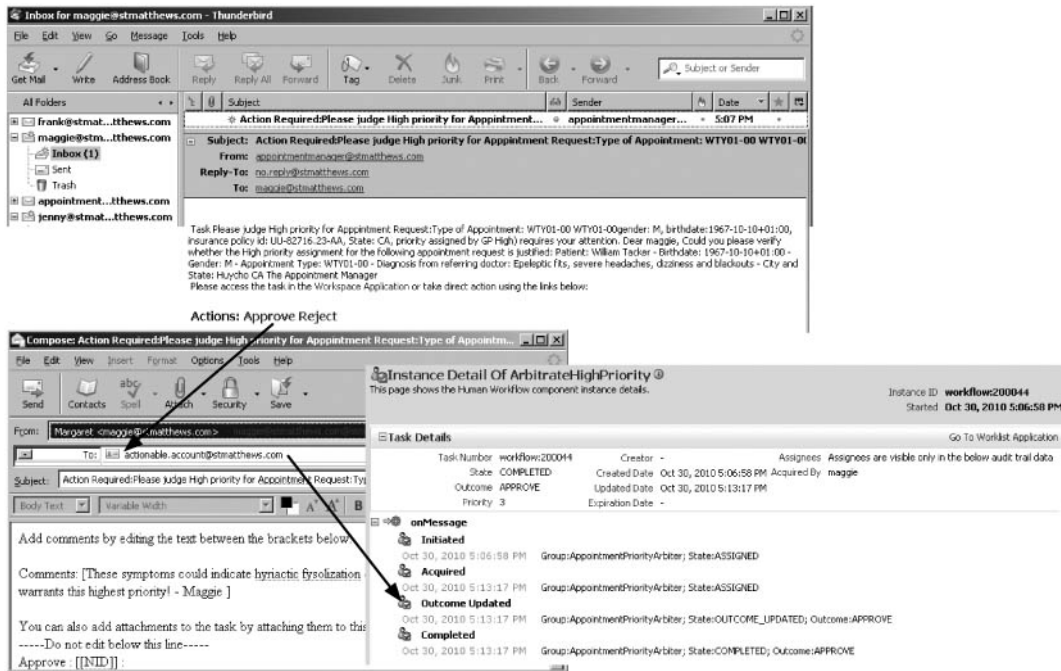 Inbox for maggie@stmatthews.com - Thunderbird
File Edit View Go Message Tools Help
Get Mail Write Address Book Reply Reply All Forward Tag Delete Junk Print Back Forward Subject or Sender
All Folders
Subject Sender Date
frank@stmat...tthews.com
maggie@stm...tthews.com
Inbox (1)
Sent
Trash
appointment...tthews.com
jenny@stmat...tthews.com
Action Required:Please judge High priority for Apppintment... appointmentmanager... 5:07 PM
Subject: Action Required:Please judge High priority for Apppintment Request:Type of Appointment: WTY01-00 WTY01-00
From: appointmentmanager@stmatthews.com
Reply-To: no.reply@stmatthews.com
To: maggie@stmatthews.com
Task Please judge High priority for Apppintment Request:Type of Appointment: WTY01-00 WTY01-00gender: M, birthdate:1967-10-10+01:00,
insurance policy id: UU-82716.23-AA, State: CA, priority assigned by GP High) requires your attention. Dear maggie, Could you please verify
whether the High priority assignment for the following appointment request is justified: Patient: William Tacker - Birthdate: 1967-10-10+01:00 -
Gender: M - Appointment Type: WTY01-00 - Diagnosis from referring doctor: Epeleptic fits, severe headaches, dizziness and blackouts - City and
State: Huycho CA The Appointment Manager
Please access the task in the Workspace Application or take direct action using the links below:
Actions: Approve Reject
Compose: Action Required:Please judge High priority for Apppintment Request:Type of Appointm...
File Edit View Insert Format Options Tools Help
Send Contacts Spell Attach Security Save
From: Margaret <maggie@stmatthews.com>
To: actionable.account@stmatthews.com
Subject: Action Required:Please judge High priority for Apppintment Request:Typ
Body Text Variable Width
Add comments by editing the text between the brackets below
Comments: [These symptoms could indicate hyriactic fysolization
warrants this highest priority! - Maggie ]
You can also add attachments to the task by attaching them to this
-----Do not edit below this line-----
Approve : [[NID]] :
Instance Detail Of ArbitrateHighPriority
This page shows the Human Workflow component instance details.
Instance ID workflow:200044
Started Oct 30, 2010 5:06:58 PM
Task Details Go To Worklist Application
Task Number workflow:200044 Creator - Assignees Assignees are visible only in the below audit trail data
State COMPLETED Created Date Oct 30, 2010 5:06:58 PM Acquired By maggie
Outcome APPROVE Updated Date Oct 30, 2010 5:13:17 PM
Priority 3 Expiration Date -
onMessage
Initiated
Oct 30, 2010 5:06:58 PM Group:AppointmentPriorityArbiter; State:ASSIGNED
Acquired
Oct 30, 2010 5:13:17 PM Group:AppointmentPriorityArbiter; State:ASSIGNED
Outcome Updated
Oct 30, 2010 5:13:17 PM Group:AppointmentPriorityArbiter; State:OUTCOME_UPDATED; Outcome:APPROVE
Completed
Oct 30, 2010 5:13:17 PM Group:AppointmentPriorityArbiter; State:COMPLETED; Outcome:APPROVE